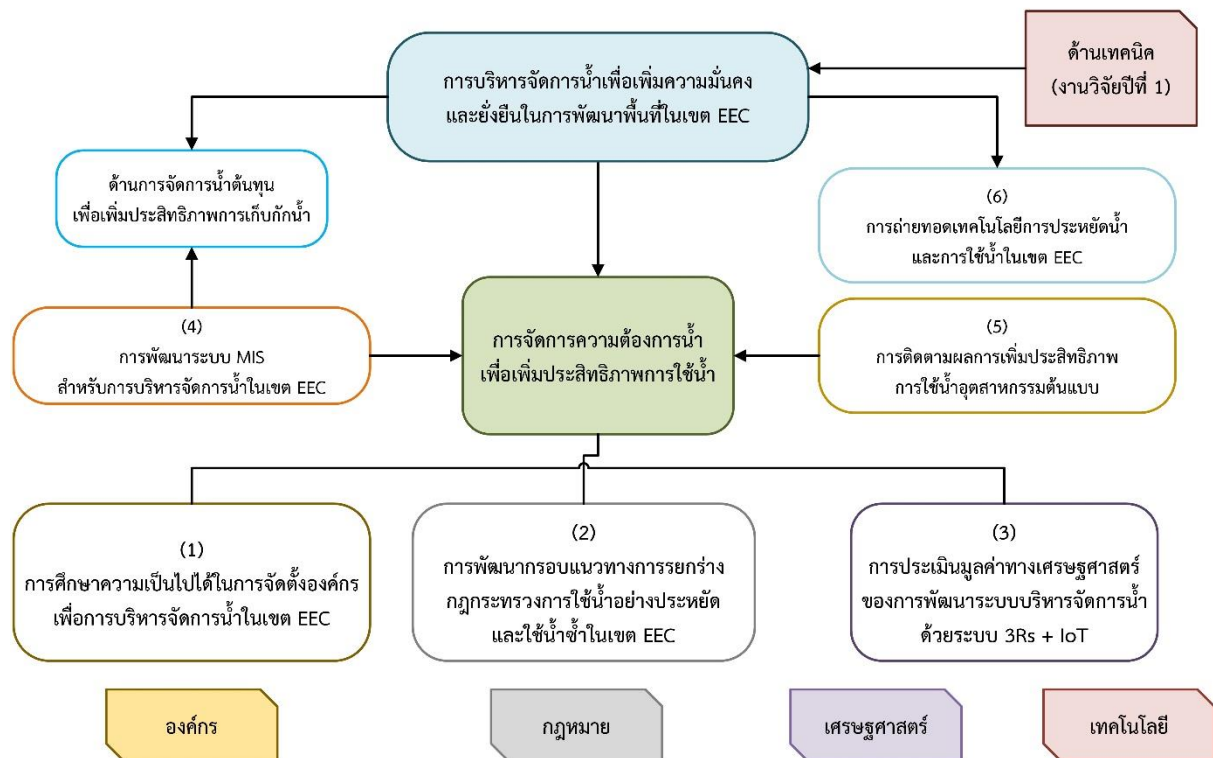 การบริหารจัดการน้ำเพื่อเพิ่มความมั่นคง
และยั่งยืนในการพัฒนาพื้นที่ในเขต EEC
ด้านเทคนิค
(งานวิจัยปีที่ 1)
ด้านการจัดการน้ำต้นทุน
เพื่อเพิ่มประสิทธิภาพการเก็บกักน้ำ
(6)
การถ่ายทอดเทคโนโลยีการประหยัดน้ำ
และการใช้น้ำในเขต EEC
(4)
การพัฒนาระบบ MIS
สำหรับการบริหารจัดการน้ำในเขต EEC
การจัดการความต้องการน้ำ
เพื่อเพิ่มประสิทธิภาพการใช้น้ำ
(5)
การติดตามผลการเพิ่มประสิทธิภาพ
การใช้น้ำอุตสาหกรรมต้นแบบ
(1)
การศึกษาความเป็นไปได้ในการจัดตั้งองค์กร
เพื่อการบริหารจัดการน้ำในเขต EEC
(2)
การพัฒนากรอบแนวทางการรยกร่าง
กฎกระทรวงการใช้น้ำอย่างประหยัด
และใช้น้ำซ้ำในเขต EEC
(3)
การประเมินมูลค่าทางเศรษฐศาสตร์
ของการพัฒนาระบบบริหารจัดการน้ำ
ด้วยระบบ 3Rs + IoT
องค์กร
กฎหมาย
เศรษฐศาสตร์
เทคโนโลยี